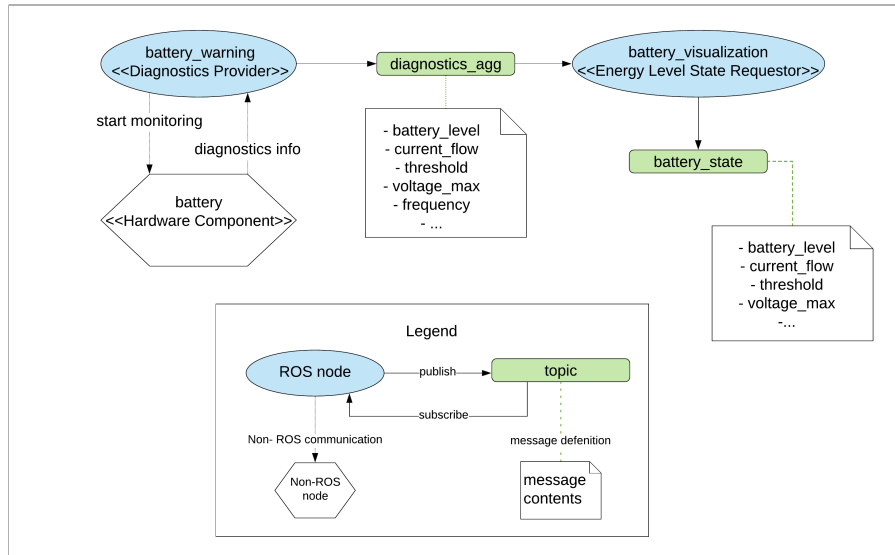 battery_warning
<<Diagnostics Provider>>
diagnostics_agg
battery_visualization
<<Energy Level State Requestor>>
start monitoring
diagnostics info
- battery_level
- current_flow
- threshold
- voltage_max
- frequency
- ...
battery_state
battery
<<Hardware Component>>
- battery_level
- current_flow
- threshold
- voltage_max
-...
Legend
ROS node
publish
topic
subscribe
Non- ROS communication
message defenition
Non-ROS
node
message
contents